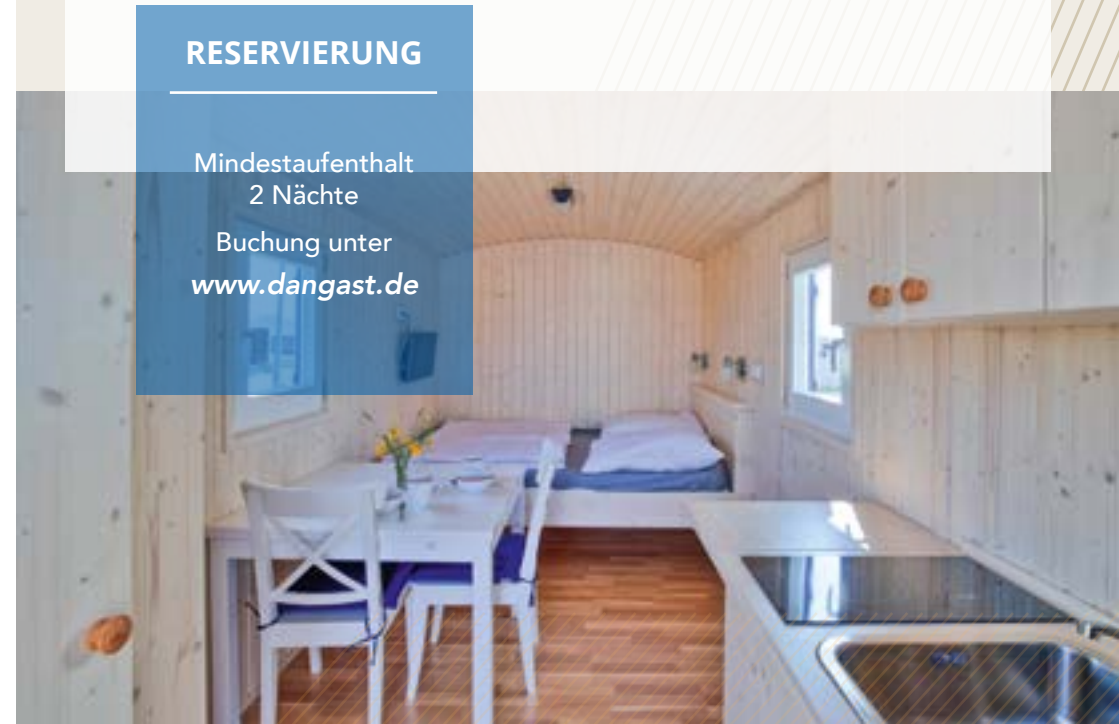 RESERVIERUNG
Mindestaufenthalt
2 Nächte
Buchung unter
www.dangast.de